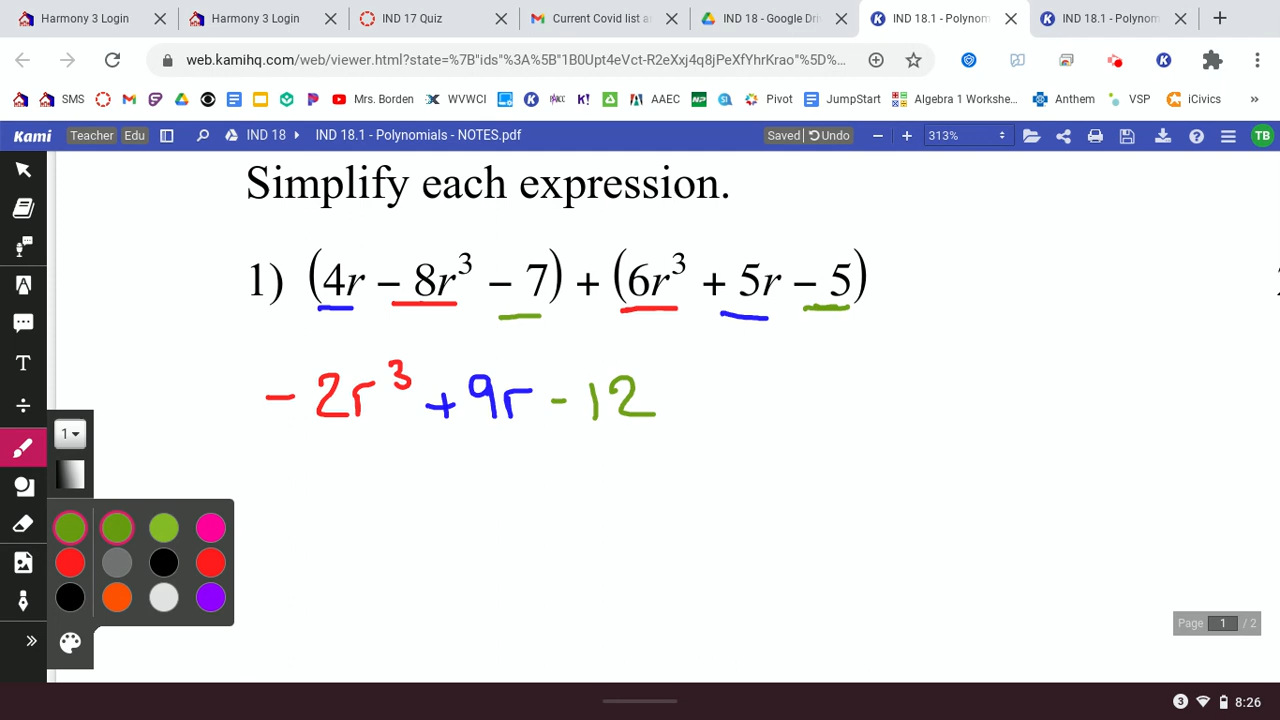 Harmony 3 Login Harmony 3 Login IND 17 Quiz Current Covid list a IND 18 - Google Dri IND 18.1 - Polynom IND 18.1 - Polynom
web.kamihq.com/web/viewer.html?state=%7B"ids"%3A%5B"1B0Upt4eVct-R2eXxj4q8jPeXfYhrKrao"%5D%2C...
SMS Mrs. Borden WVWCI AAEC Pivot JumpStart Algebra 1 Workshe... Anthem VSP iCivics »
Kami Teacher Edu IND 18 IND 18.1 - Polynomials - NOTES.pdf Saved Undo 313% TB
Simplify each expression.
1) (4r − 8r³ − 7) + (6r³ + 5r − 5)
- 2r³ + 9r - 12
1
Page 1 / 2
3 8:26